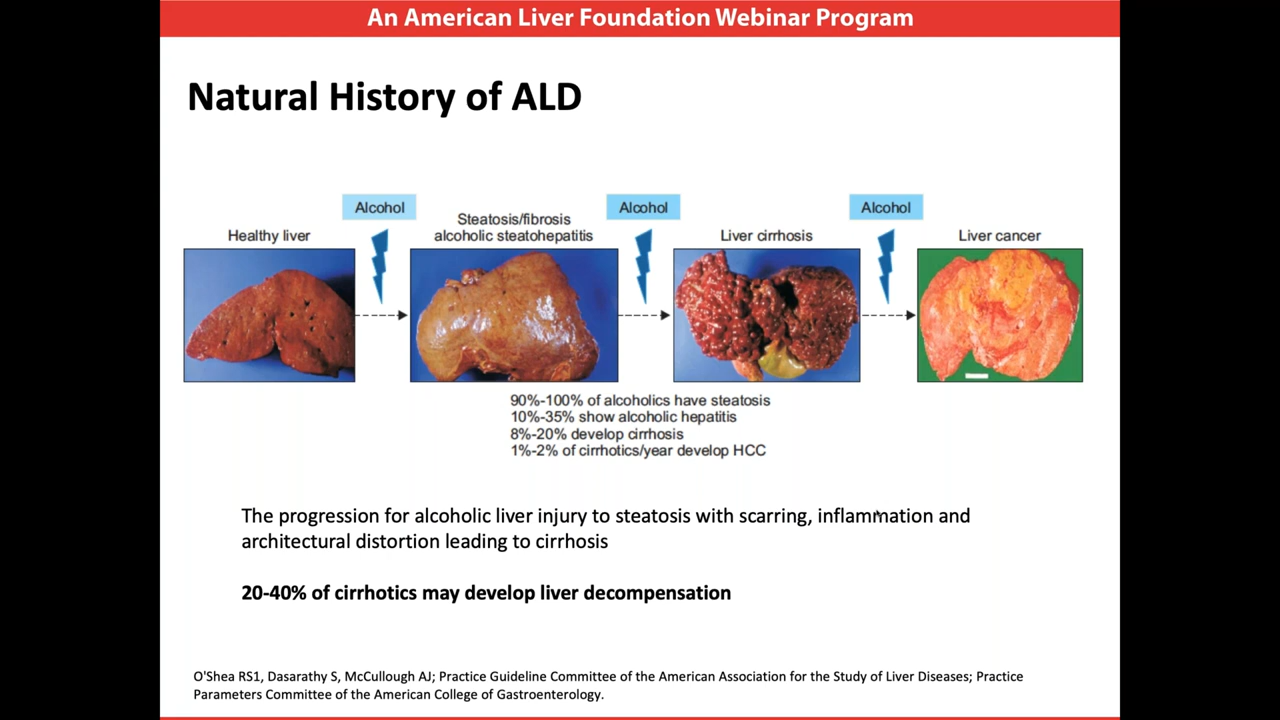 An American Liver Foundation Webinar Program
Natural History of ALD
Alcohol
Alcohol
Alcohol
Healthy liver
Steatosis/fibrosis
alcoholic steatohepatitis
Liver cirrhosis
Liver cancer
90%-100% of alcoholics have steatosis
10%-35% show alcoholic hepatitis
8%-20% develop cirrhosis
1%-2% of cirrhotics/year develop HCC
The progression for alcoholic liver injury to steatosis with scarring, inflammation and
architectural distortion leading to cirrhosis
20-40% of cirrhotics may develop liver decompensation
O'Shea RS1, Dasarathy S, McCullough AJ; Practice Guideline Committee of the American Association for the Study of Liver Diseases; Practice
Parameters Committee of the American College of Gastroenterology.